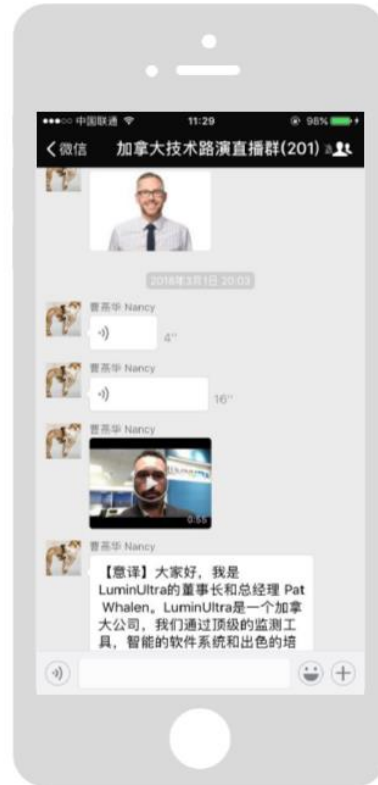 中国联通 11:29 98%
微信 加拿大技术路演直播群(201)
2018年3月1日 20:03
曹燕华 Nancy
4"
曹燕华 Nancy
16"
曹燕华 Nancy
0:55
曹燕华 Nancy
【意译】大家好，我是
LuminUltra的董事长和总经理 Pat
Whalen。LuminUltra是一个加拿
大公司，我们通过顶级的监测工
具，智能的软件系统和出色的培